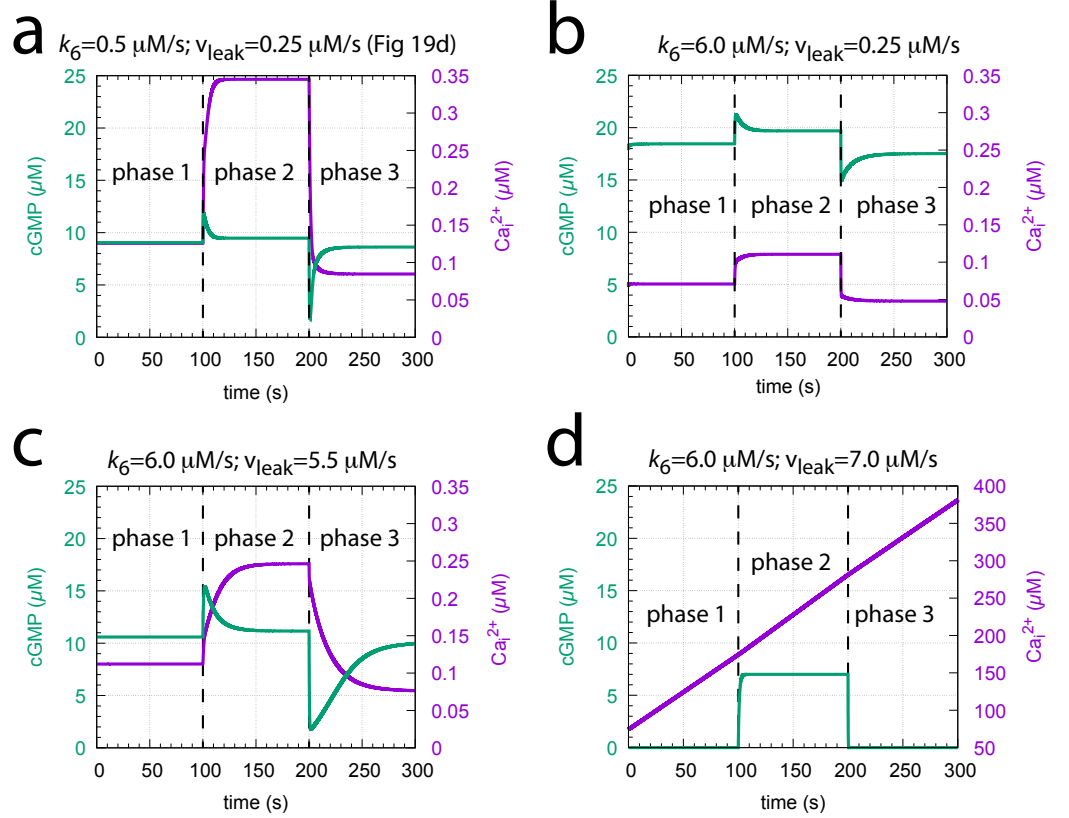 a
k₆=0.5 μM/s; v_leak=0.25 μM/s (Fig 19d)
25
20
15
10
5
0
cGMP (μM)
phase 1
phase 2
phase 3
0.35
0.3
0.25
0.2
0.15
0.1
0.05
0
Caᵢ²⁺ (μM)
0 50 100 150 200 250 300
time (s)
b
k₆=6.0 μM/s; v_leak=0.25 μM/s
25
20
15
10
5
0
cGMP (μM)
phase 1
phase 2
phase 3
0.35
0.3
0.25
0.2
0.15
0.1
0.05
0
Caᵢ²⁺ (μM)
0 50 100 150 200 250 300
time (s)
c
k₆=6.0 μM/s; v_leak=5.5 μM/s
25
20
15
10
5
0
cGMP (μM)
phase 1
phase 2
phase 3
0.35
0.3
0.25
0.2
0.15
0.1
0.05
0
Caᵢ²⁺ (μM)
0 50 100 150 200 250 300
time (s)
d
k₆=6.0 μM/s; v_leak=7.0 μM/s
25
20
15
10
5
0
cGMP (μM)
phase 1
phase 2
phase 3
400
350
300
250
200
150
100
50
Caᵢ²⁺ (μM)
0 50 100 150 200 250 300
time (s)